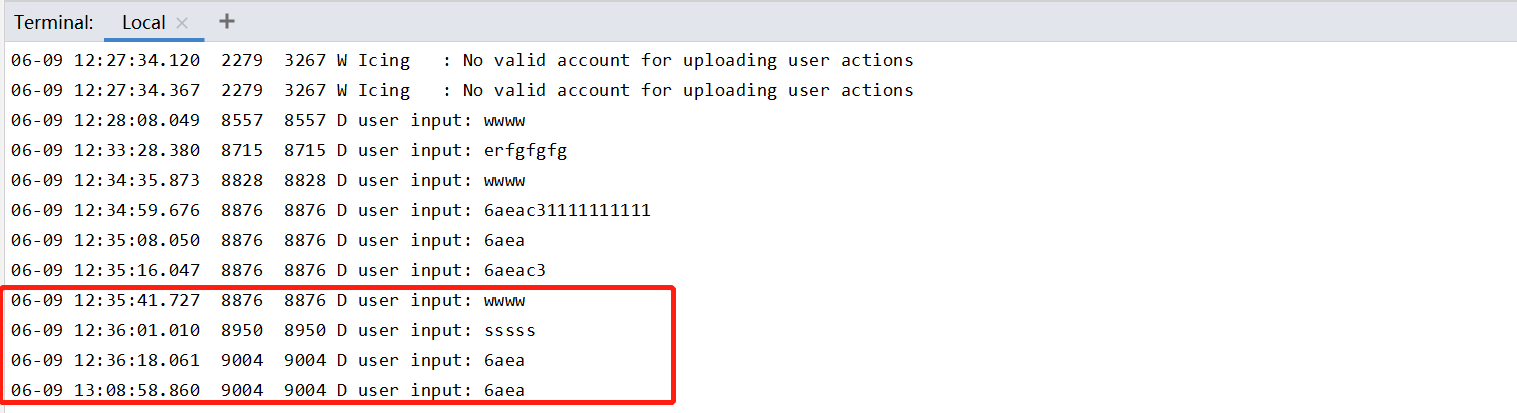 Terminal: Local × +
06-09 12:27:34.120  2279  3267 W Icing   : No valid account for uploading user actions
06-09 12:27:34.367  2279  3267 W Icing   : No valid account for uploading user actions
06-09 12:28:08.049  8557  8557 D user input: wwww
06-09 12:33:28.380  8715  8715 D user input: erfgfgfg
06-09 12:34:35.873  8828  8828 D user input: wwww
06-09 12:34:59.676  8876  8876 D user input: 6aeac31111111111
06-09 12:35:08.050  8876  8876 D user input: 6aea
06-09 12:35:16.047  8876  8876 D user input: 6aeac3
06-09 12:35:41.727  8876  8876 D user input: wwww
06-09 12:36:01.010  8950  8950 D user input: sssss
06-09 12:36:18.061  9004  9004 D user input: 6aea
06-09 13:08:58.860  9004  9004 D user input: 6aea